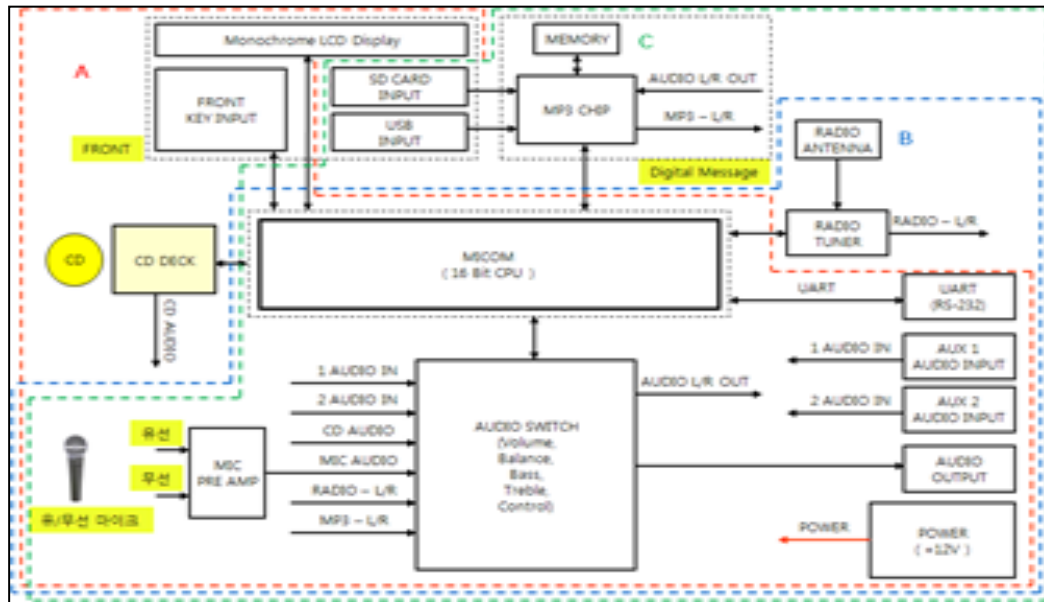 A
Monochrome LCD Display
FRONT
KEY INPUT
SD CARD
INPUT
USB
INPUT
FRONT
MEMORY
C
MP3 CHIP
AUDIO L/R OUT
MP3 – L/R
Digital Message
RADIO
ANTENNA
B
RADIO
TUNER
RADIO – L/R
CD
CD DECK
CD AUDIO
MICOM
( 16 Bit CPU )
UART
UART
(RS-232)
1 AUDIO IN
AUX 1
AUDIO INPUT
2 AUDIO IN
AUX 2
AUDIO INPUT
AUDIO
OUTPUT
POWER
POWER
( +12V )
1 AUDIO IN
2 AUDIO IN
CD AUDIO
MIC AUDIO
RADIO – L/R
MP3 – L/R
AUDIO SWITCH
(Volume,
Balance,
Bass,
Treble,
Control)
AUDIO L/R OUT
유선
무선
MIC
PRE AMP
유/무선 마이크